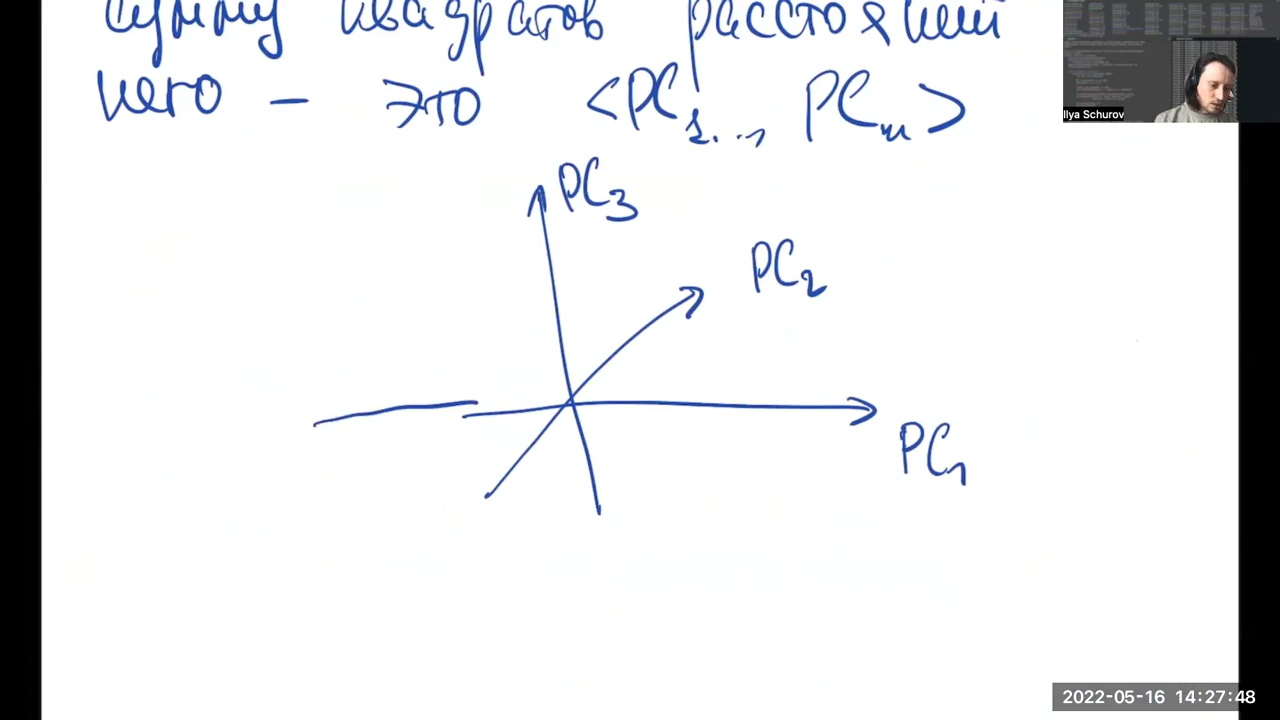 сумму квадратов расстояний
него – это <PC₁..., PCₘ>
PC₃
PC₂
PC₁
Ilya Schurov
2022-05-16 14:27:48